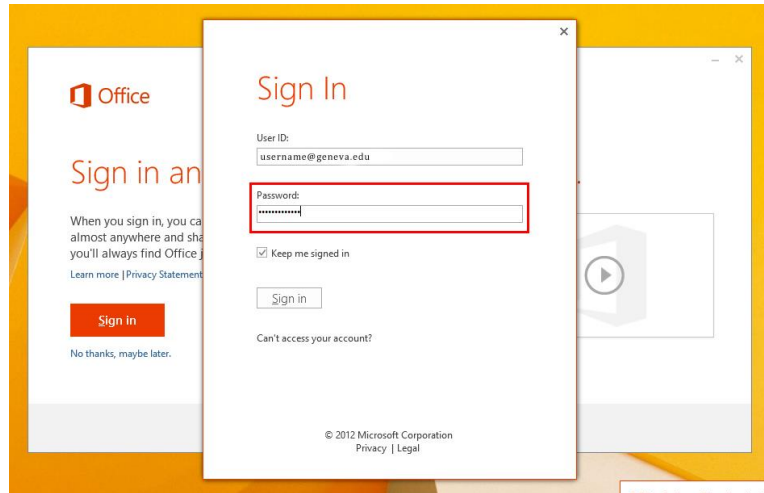 Office
Sign in an
When you sign in, you ca
almost anywhere and sha
you'll always find Office j
Learn more | Privacy Statement
Sign in
No thanks, maybe later.
Sign In
User ID:
username@geneva.edu
Password:
•••••••••••••
Keep me signed in
Sign in
Can't access your account?
© 2012 Microsoft Corporation
Privacy | Legal